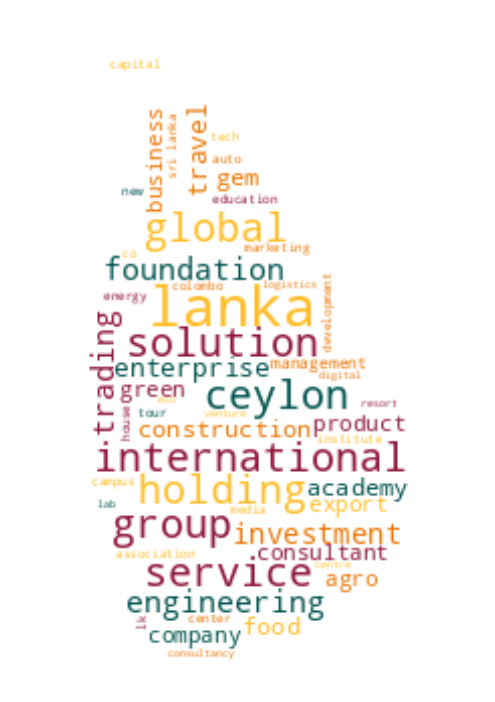 capital
business
sri lanka
travel
tech
auto
gem
new
education
global
marketing
co
foundation
colombo
logistics
energy
lanka
development
trading
solution
enterprise
management
digital
green
ceylon
eco
resort
house
tour
venture
product
construction
institute
international
campus
holding
academy
lab
media
export
group
investment
association
consultant
centre
service
agro
engineering
lk
center
food
company
consultancy